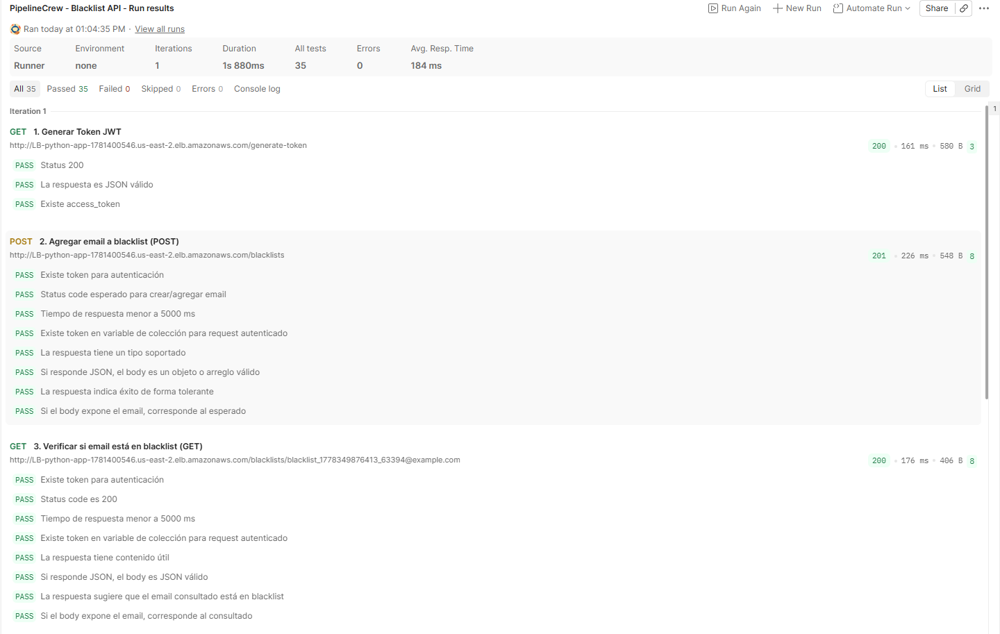 PipelineCrew - Blacklist API - Run results
Run Again
New Run
Automate Run
Share
Ran today at 01:04:35 PM · View all runs
Source Environment Iterations Duration All tests Errors Avg. Resp. Time
Runner none 1 1s 880ms 35 0 184 ms
All 35 Passed 35 Failed 0 Skipped 0 Errors 0 Console log
List Grid
Iteration 1
1
GET 1. Generar Token JWT
http://LB-python-app-1781400546.us-east-2.elb.amazonaws.com/generate-token
200 • 161 ms • 580 B 3
PASS Status 200
PASS La respuesta es JSON válido
PASS Existe access_token
POST 2. Agregar email a blacklist (POST)
http://LB-python-app-1781400546.us-east-2.elb.amazonaws.com/blacklists
201 • 226 ms • 548 B 8
PASS Existe token para autenticación
PASS Status code esperado para crear/agregar email
PASS Tiempo de respuesta menor a 5000 ms
PASS Existe token en variable de colección para request autenticado
PASS La respuesta tiene un tipo soportado
PASS Si responde JSON, el body es un objeto o arreglo válido
PASS La respuesta indica éxito de forma tolerante
PASS Si el body expone el email, corresponde al esperado
GET 3. Verificar si email está en blacklist (GET)
http://LB-python-app-1781400546.us-east-2.elb.amazonaws.com/blacklists/blacklist_1778349876413_63394@example.com
200 • 176 ms • 406 B 8
PASS Existe token para autenticación
PASS Status code es 200
PASS Tiempo de respuesta menor a 5000 ms
PASS Existe token en variable de colección para request autenticado
PASS La respuesta tiene contenido útil
PASS Si responde JSON, el body es JSON válido
PASS La respuesta sugiere que el email consultado está en blacklist
PASS Si el body expone el email, corresponde al consultado